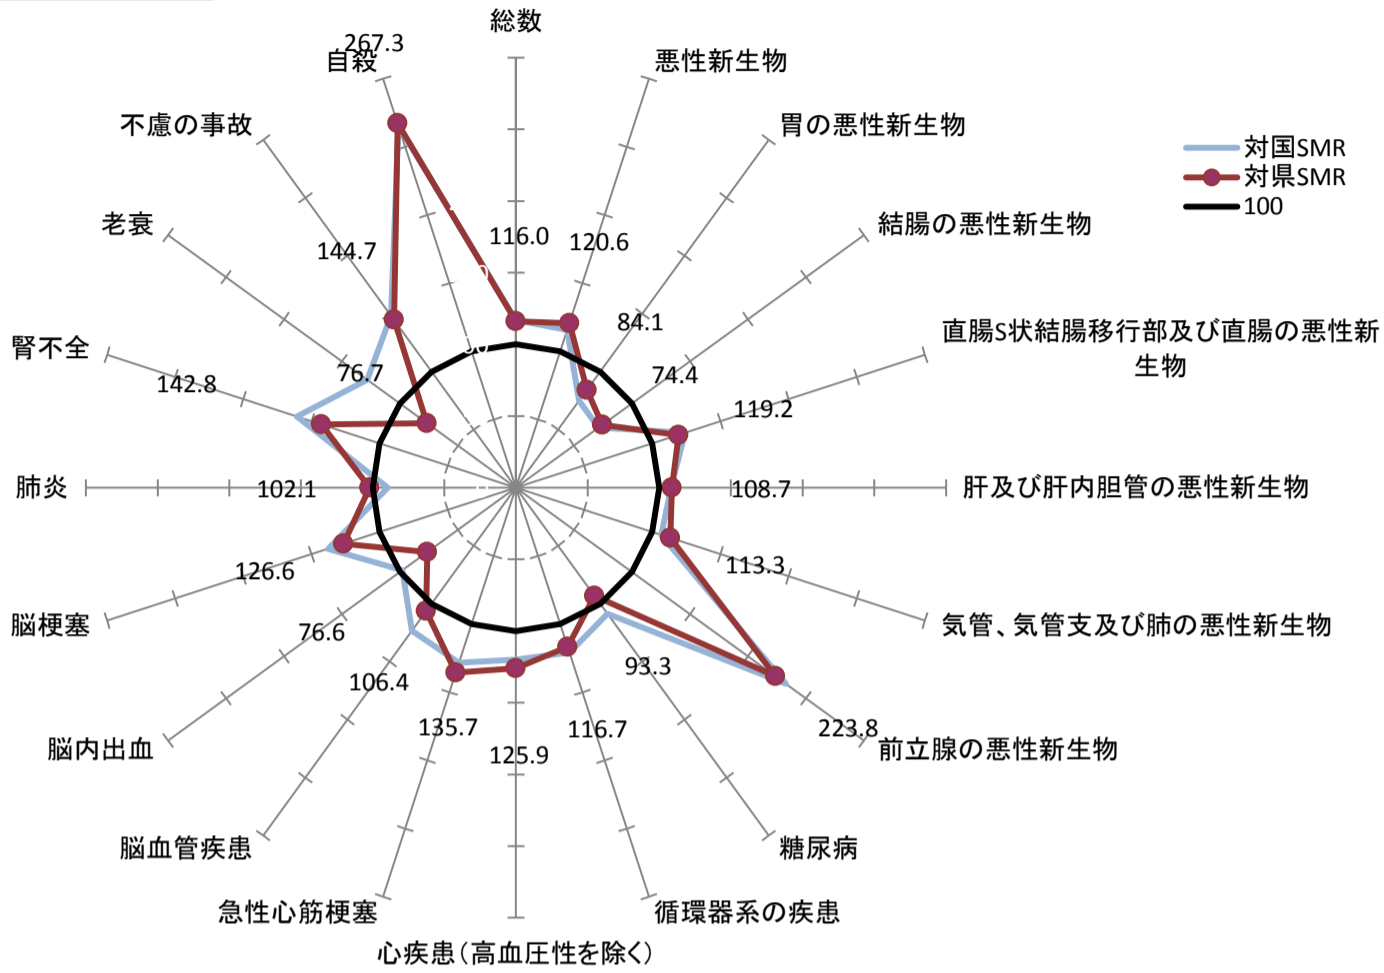 総数
267.3
自殺
悪性新生物
不慮の事故
胃の悪性新生物
対国SMR
対県SMR
100
老衰
結腸の悪性新生物
144.7
116.0
120.6
84.1
直腸S状結腸移行部及び直腸の悪性新
生物
腎不全
142.8
76.7
74.4
119.2
肺炎
102.1
108.7
肝及び肝内胆管の悪性新生物
126.6
113.3
脳梗塞
気管、気管支及び肺の悪性新生物
76.6
106.4
93.3
135.7
116.7
125.9
223.8
前立腺の悪性新生物
脳内出血
脳血管疾患
糖尿病
急性心筋梗塞
循環器系の疾患
心疾患(高血圧性を除く)